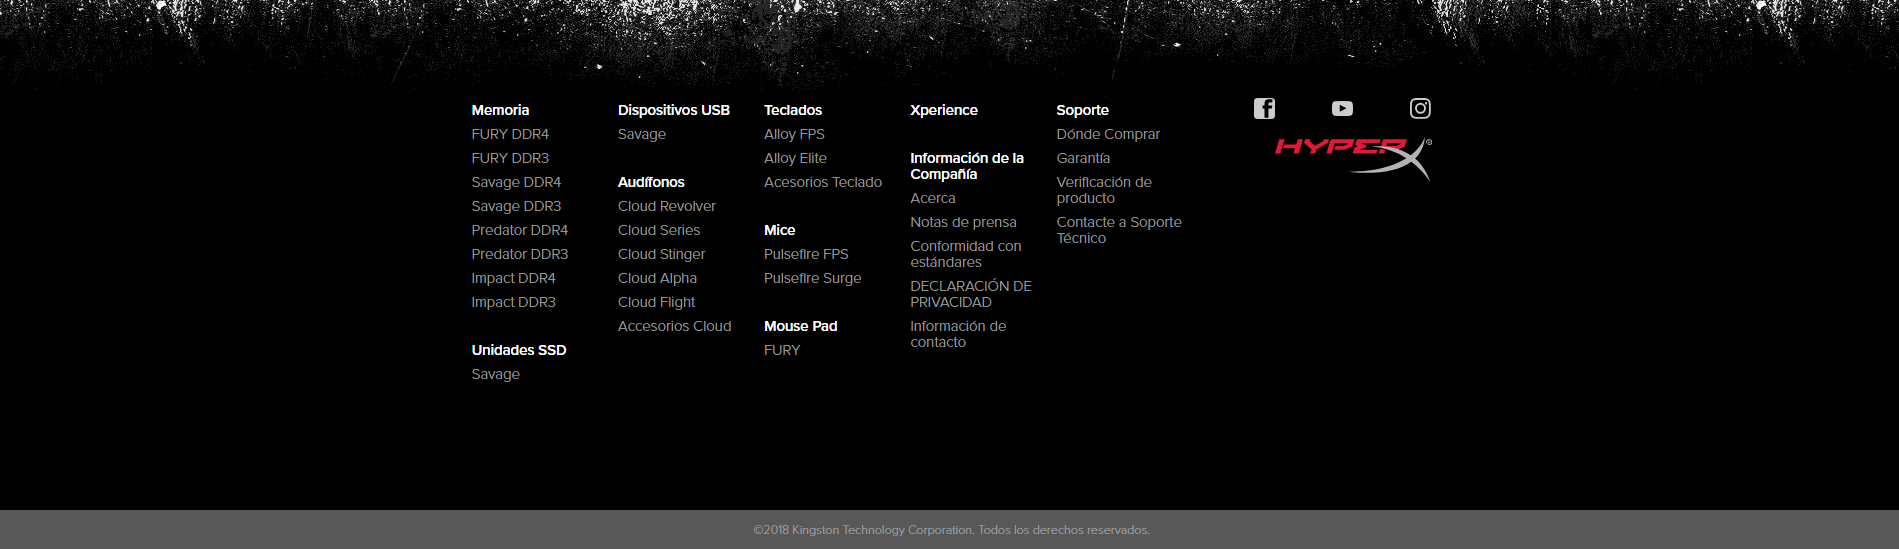 Memoria
FURY DDR4
FURY DDR3
Savage DDR4
Savage DDR3
Predator DDR4
Predator DDR3
Impact DDR4
Impact DDR3
Unidades SSD
Savage
Dispositivos USB
Savage
Audífonos
Cloud Revolver
Cloud Series
Cloud Stinger
Cloud Alpha
Cloud Flight
Accesorios Cloud
Teclados
Alloy FPS
Alloy Elite
Acesorios Teclado
Mice
Pulsefire FPS
Pulsefire Surge
Mouse Pad
FURY
Xperience
Información de la
Compañía
Acerca
Notas de prensa
Conformidad con
estándares
DECLARACIÓN DE
PRIVACIDAD
Información de
contacto
Soporte
Dónde Comprar
Garantía
Verificación de
producto
Contacte a Soporte
Técnico
HYPERX®
©2018 Kingston Technology Corporation. Todos los derechos reservados.